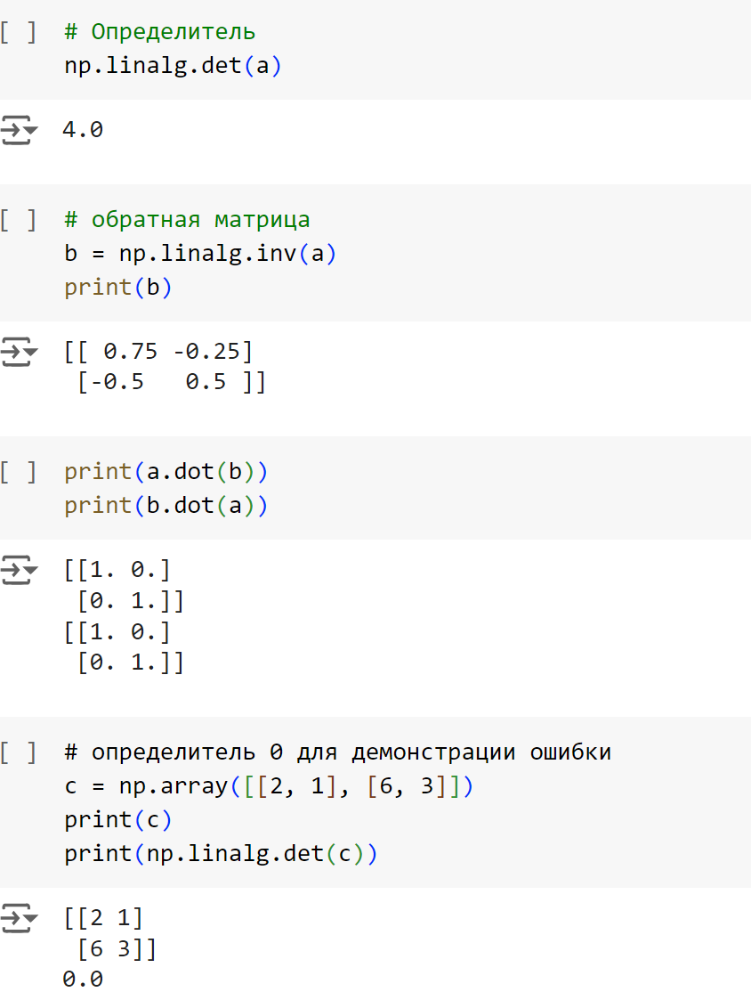 [ ] # Определитель
np.linalg.det(a)
4.0
[ ] # обратная матрица
b = np.linalg.inv(a)
print(b)
[[ 0.75 -0.25]
 [-0.5   0.5 ]]
[ ] print(a.dot(b))
print(b.dot(a))
[[1. 0.]
 [0. 1.]]
[[1. 0.]
 [0. 1.]]
[ ] # определитель 0 для демонстрации ошибки
c = np.array([[2, 1], [6, 3]])
print(c)
print(np.linalg.det(c))
[[2 1]
 [6 3]]
0.0